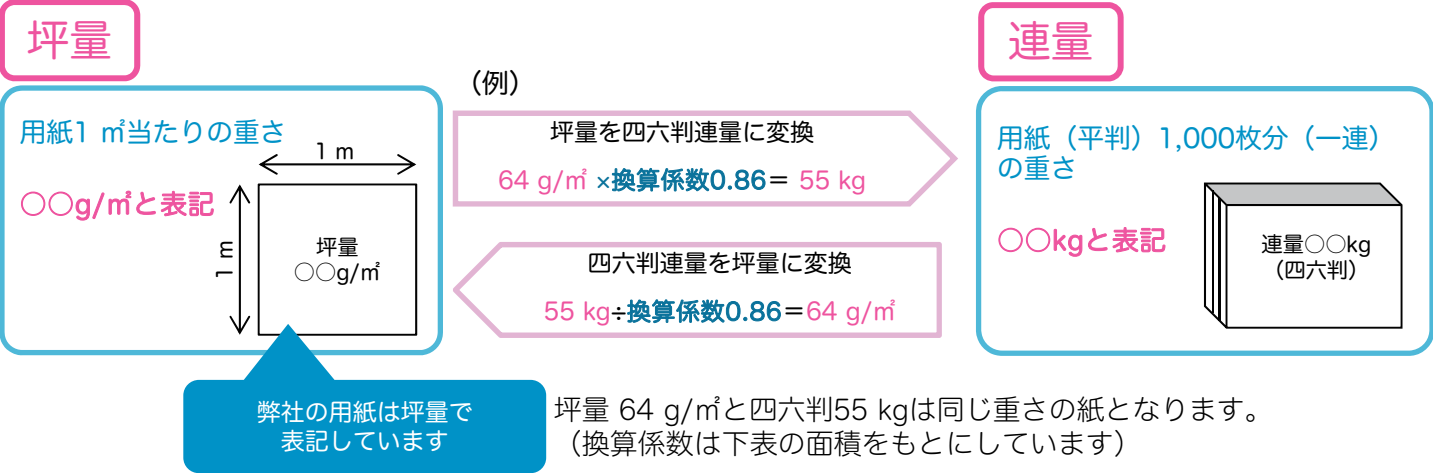 坪量
用紙1 ㎡当たりの重さ
○○g/㎡と表記
1 m
1 m
坪量
○○g/㎡
弊社の用紙は坪量で
表記しています
(例)
坪量を四六判連量に変換
64 g/㎡ ×換算係数0.86＝ 55 kg
四六判連量を坪量に変換
55 kg÷換算係数0.86＝64 g/㎡
連量
用紙（平判）1,000枚分（一連）
の重さ
○○kgと表記
連量○○kg
(四六判)
坪量 64 g/㎡と四六判55 kgは同じ重さの紙となります。
（換算係数は下表の面積をもとにしています）